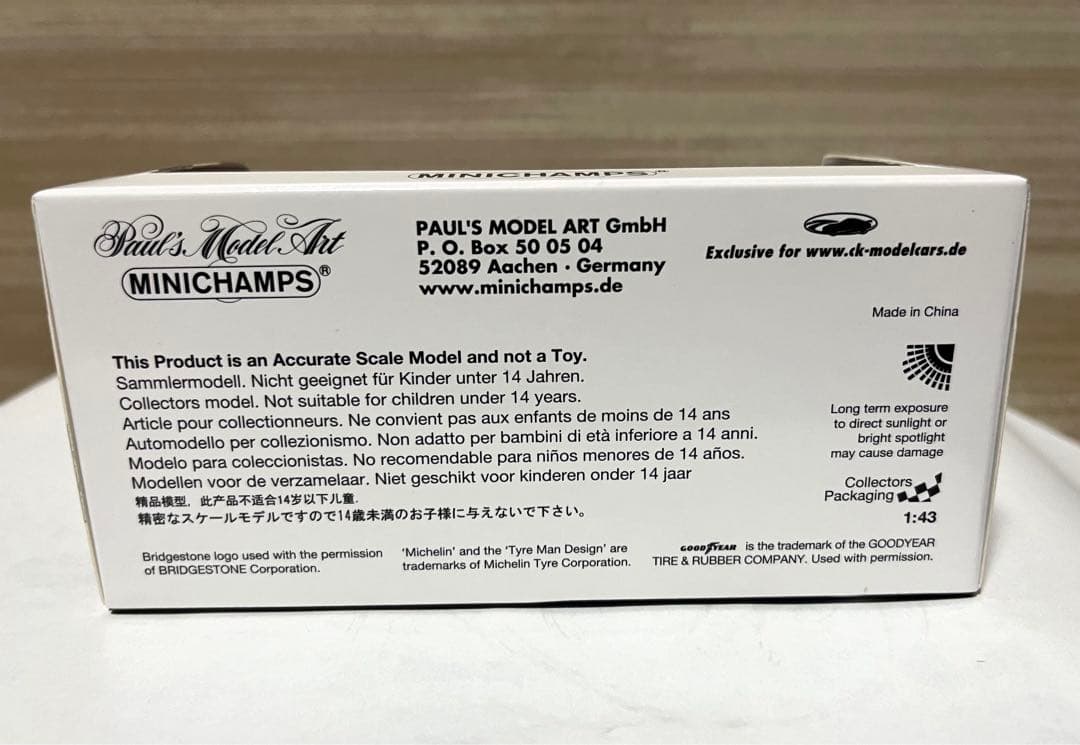 MINICHAMPS®
Paul's Model Art
MINICHAMPS®
PAUL'S MODEL ART GmbH
P. O. Box 50 05 04
52089 Aachen · Germany
www.minichamps.de
Exclusive for www.ck-modelcars.de
Made in China
This Product is an Accurate Scale Model and not a Toy.
Sammlermodell. Nicht geeignet für Kinder unter 14 Jahren.
Collectors model. Not suitable for children under 14 years.
Article pour collectionneurs. Ne convient pas aux enfants de moins de 14 ans
Automodello per collezionismo. Non adatto per bambini di età inferiore a 14 anni.
Modelo para coleccionistas. No recomendable para niños menores de 14 años.
Modellen voor de verzamelaar. Niet geschikt voor kinderen onder 14 jaar
精品模型, 此产品不适合14岁以下儿童.
精密なスケールモデルですので14歳未満のお子様に与えないで下さい。
Long term exposure
to direct sunlight or
bright spotlight
may cause damage
Collectors
Packaging
1:43
Bridgestone logo used with the permission
of BRIDGESTONE Corporation.
'Michelin' and the 'Tyre Man Design' are
trademarks of Michelin Tyre Corporation.
GOODYEAR is the trademark of the GOODYEAR
TIRE & RUBBER COMPANY. Used with permission.